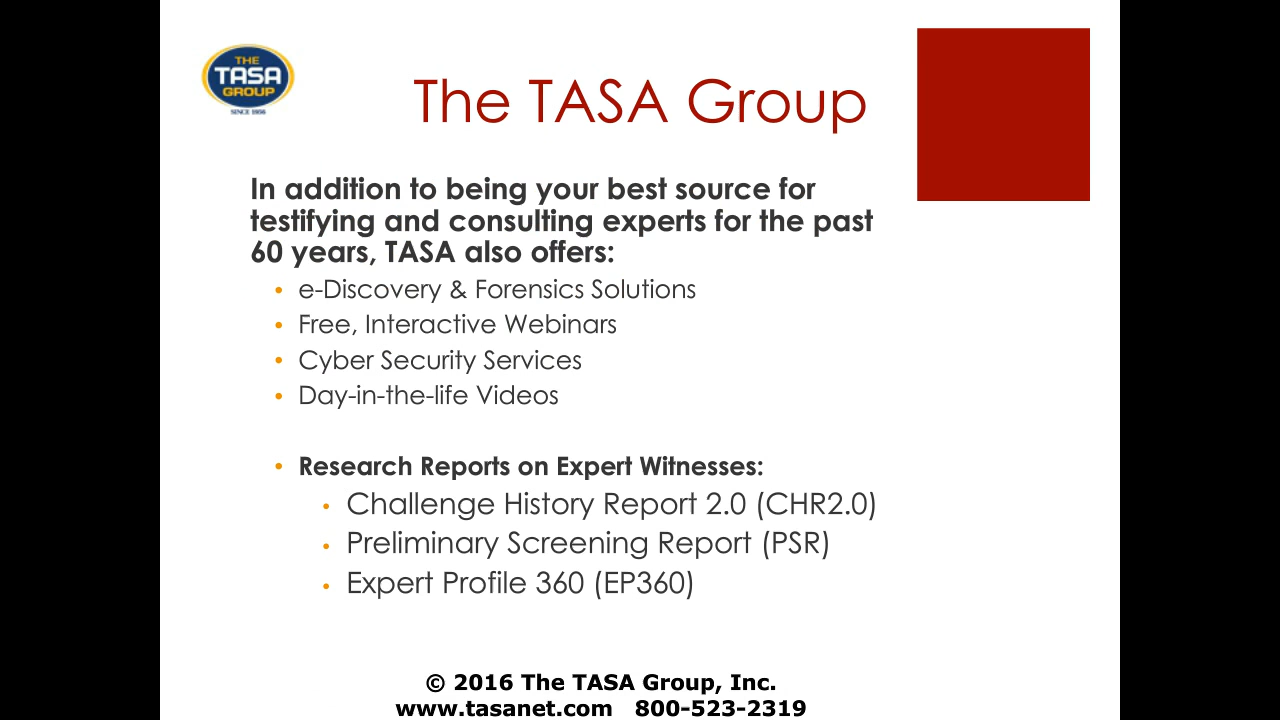 THE
TASA
GROUP
SINCE 1956
The TASA Group
In addition to being your best source for
testifying and consulting experts for the past
60 years, TASA also offers:
• e-Discovery & Forensics Solutions
• Free, Interactive Webinars
• Cyber Security Services
• Day-in-the-life Videos
• Research Reports on Expert Witnesses:
• Challenge History Report 2.0 (CHR2.0)
• Preliminary Screening Report (PSR)
• Expert Profile 360 (EP360)
© 2016 The TASA Group, Inc.
www.tasanet.com 800-523-2319